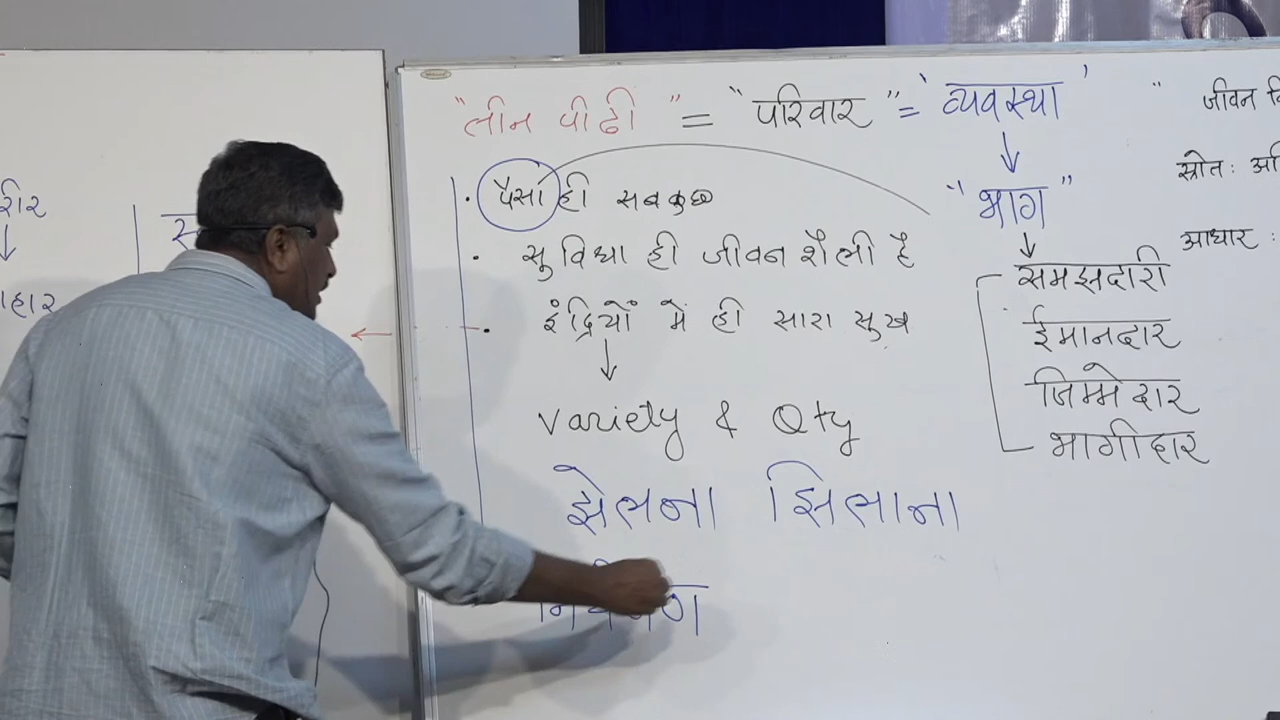 "तीन पीढी" = "परिवार" = 'व्यवस्था'
"भाग"
समझदारी
ईमानदार
जिम्मेदार
भागीदार
• पैसा ही सबकुछ
• सुविधा ही जीवन शैली है
• इंद्रियों में ही सारा सुख
Variety & Qty
झेलना झिलाना
" जीवन
स्रोत:
आधार :